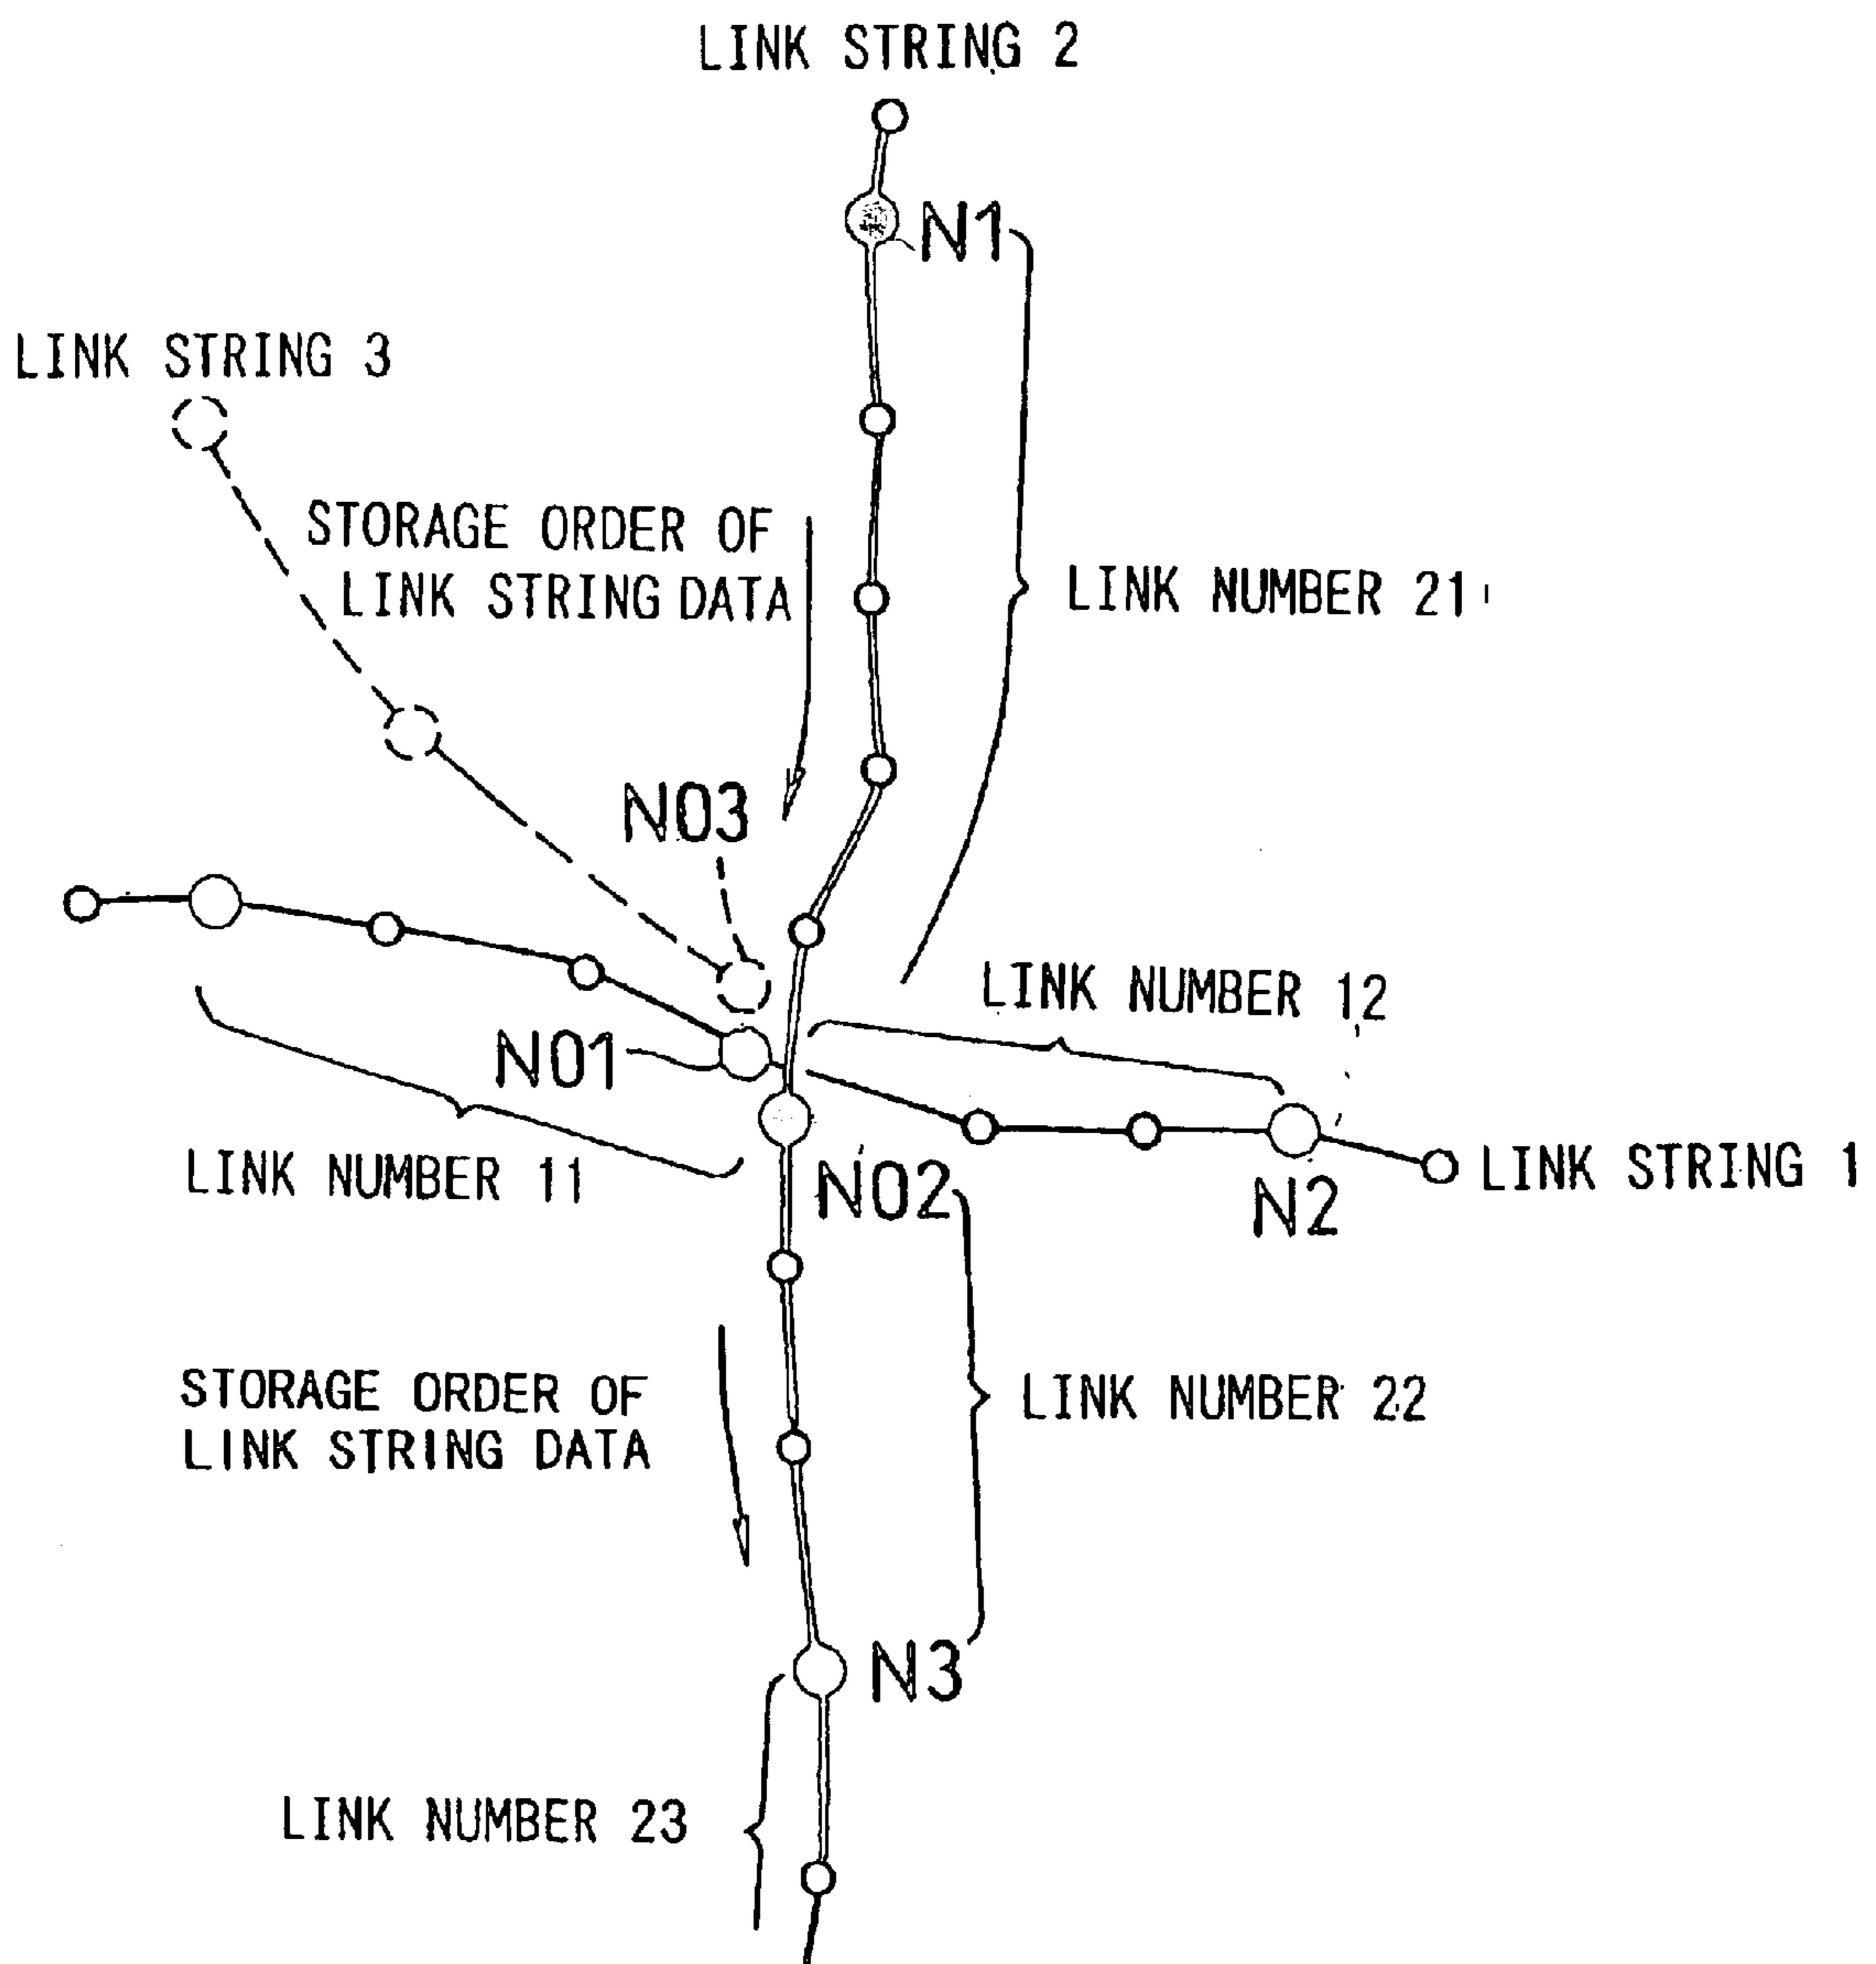 LINK STRING 2
N1
LINK STRING 3
STORAGE ORDER OF
LINK STRING DATA
LINK NUMBER 21
N03
LINK NUMBER 12
N01
LINK NUMBER 11
N02
N2
LINK STRING 1
STORAGE ORDER OF
LINK STRING DATA
LINK NUMBER 22
N3
LINK NUMBER 23